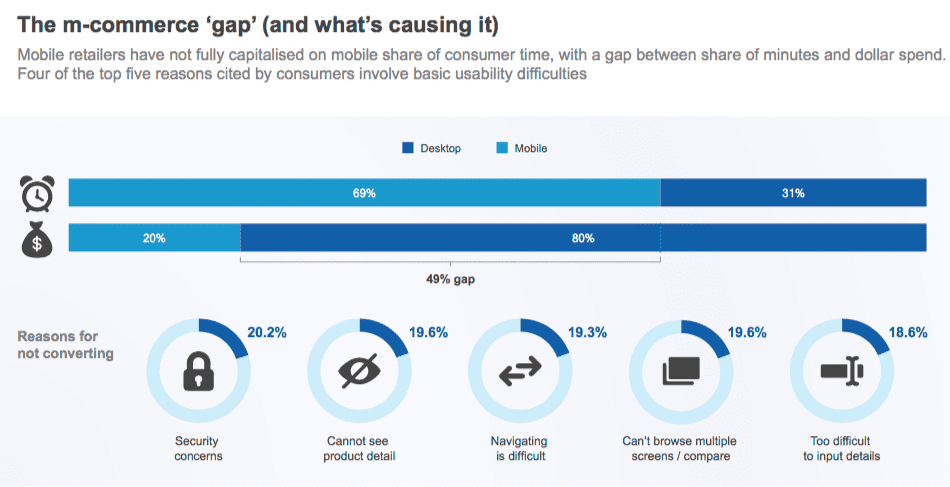 The m-commerce ‘gap’ (and what’s causing it)
Mobile retailers have not fully capitalised on mobile share of consumer time, with a gap between share of minutes and dollar spend.
Four of the top five reasons cited by consumers involve basic usability difficulties
Desktop
Mobile
69%
31%
$
20%
80%
49% gap
Reasons for
not converting
20.2%
Security
concerns
19.6%
Cannot see
product detail
19.3%
Navigating
is difficult
19.6%
Can’t browse multiple
screens / compare
18.6%
Too difficult
to input details